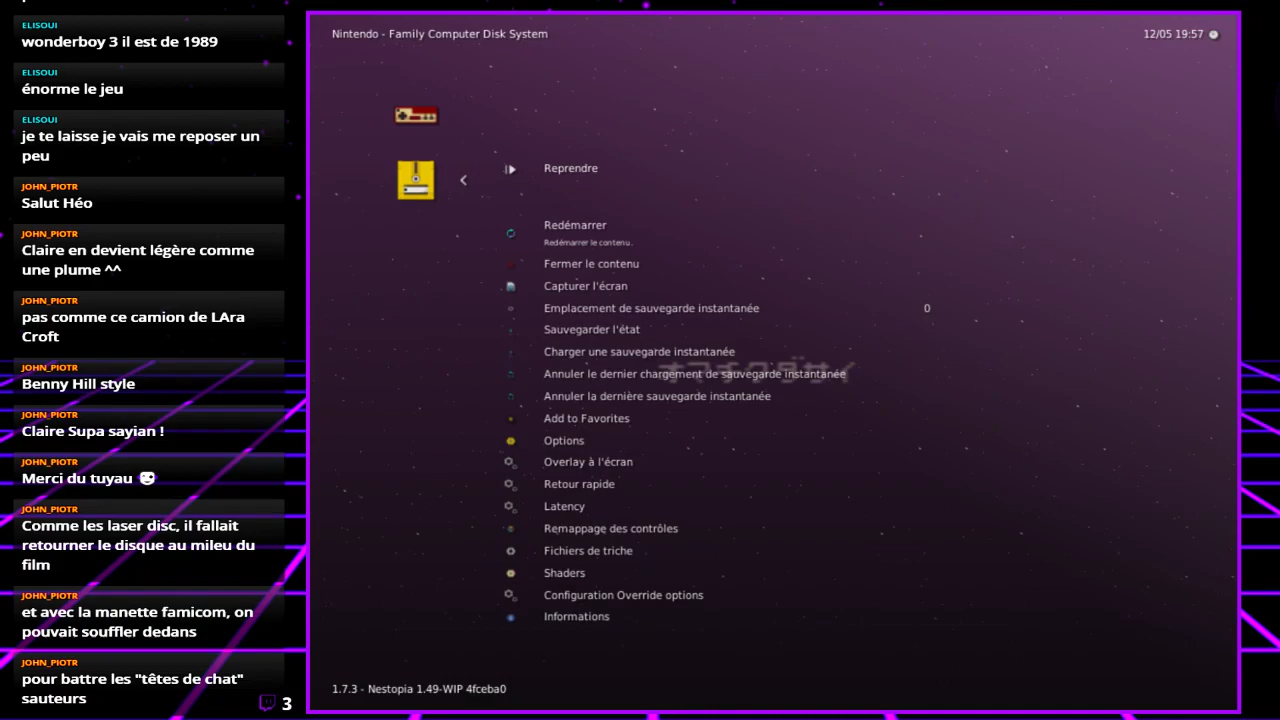 ELISOUI
wonderboy 3 il est de 1989
ELISOUI
énorme le jeu
ELISOUI
je te laisse je vais me reposer un
peu
JOHN_PIOTR
Salut Héo
JOHN_PIOTR
Claire en devient légère comme
une plume ^^
JOHN_PIOTR
pas comme ce camion de LAra
Croft
JOHN_PIOTR
Benny Hill style
JOHN_PIOTR
Claire Supa sayian !
JOHN_PIOTR
Merci du tuyau
JOHN_PIOTR
Comme les laser disc, il fallait
retourner le disque au mileu du
film
JOHN_PIOTR
et avec la manette famicom, on
pouvait souffler dedans
JOHN_PIOTR
pour battre les "têtes de chat"
sauteurs
3
Nintendo - Family Computer Disk System
12/05 19:57
Reprendre
Redémarrer
Redémarrer le contenu.
Fermer le contenu
Capturer l'écran
Emplacement de sauvegarde instantanée 0
Sauvegarder l'état
Charger une sauvegarde instantanée
オマチクダサイ
Annuler le dernier chargement de sauvegarde instantanée
Annuler la dernière sauvegarde instantanée
Add to Favorites
Options
Overlay à l'écran
Retour rapide
Latency
Remappage des contrôles
Fichiers de triche
Shaders
Configuration Override options
Informations
1.7.3 - Nestopia 1.49-WIP 4fceba0